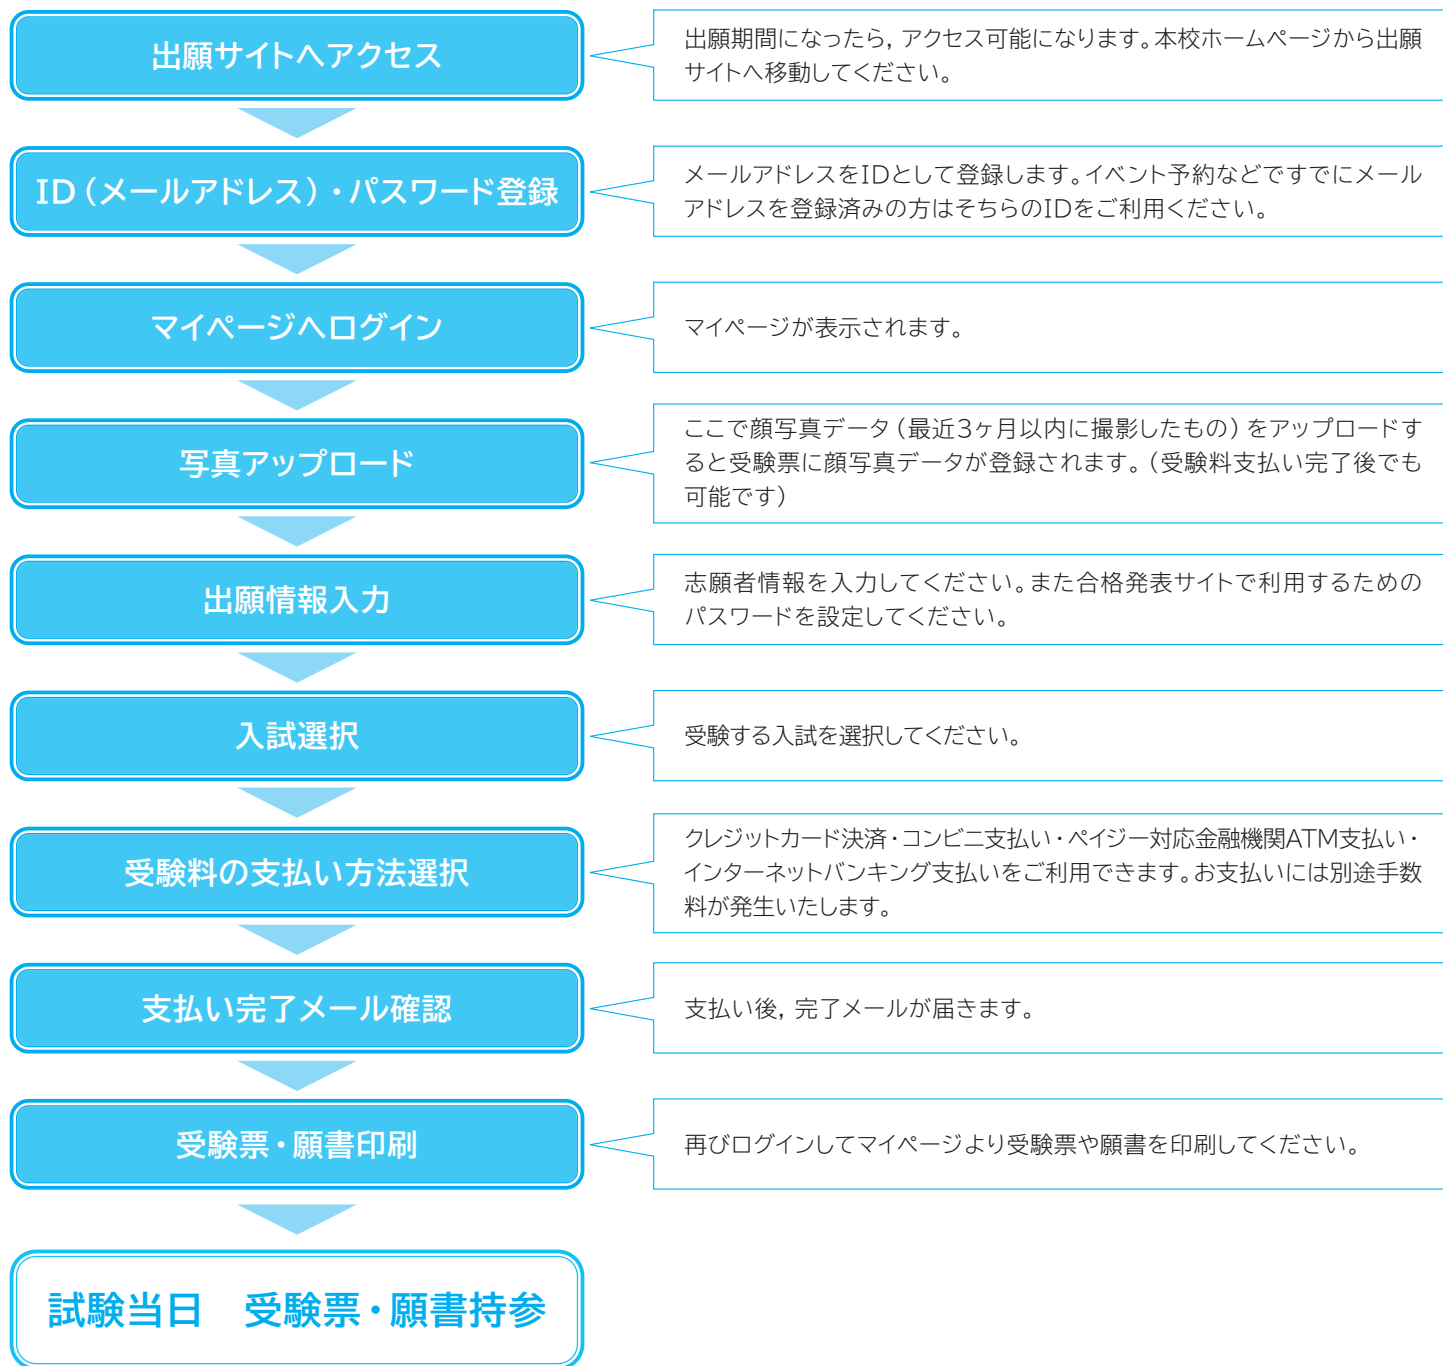 出願サイトへアクセス
出願期間になったら, アクセス可能になります。本校ホームページから出願
サイトへ移動してください。
ID（メールアドレス）・パスワード登録
メールアドレスをIDとして登録します。イベント予約などですでにメール
アドレスを登録済みの方はそちらのIDをご利用ください。
マイページへログイン
マイページが表示されます。
写真アップロード
ここで顔写真データ（最近3ヶ月以内に撮影したもの）をアップロードす
ると受験票に顔写真データが登録されます。（受験料支払い完了後でも
可能です）
出願情報入力
志願者情報を入力してください。また合格発表サイトで利用するための
パスワードを設定してください。
入試選択
受験する入試を選択してください。
受験料の支払い方法選択
クレジットカード決済・コンビニ支払い・ペイジー対応金融機関ATM支払い・
インターネットバンキング支払いをご利用できます。お支払いには別途手数
料が発生いたします。
支払い完了メール確認
支払い後, 完了メールが届きます。
受験票・願書印刷
再びログインしてマイページより受験票や願書を印刷してください。
試験当日　受験票・願書持参